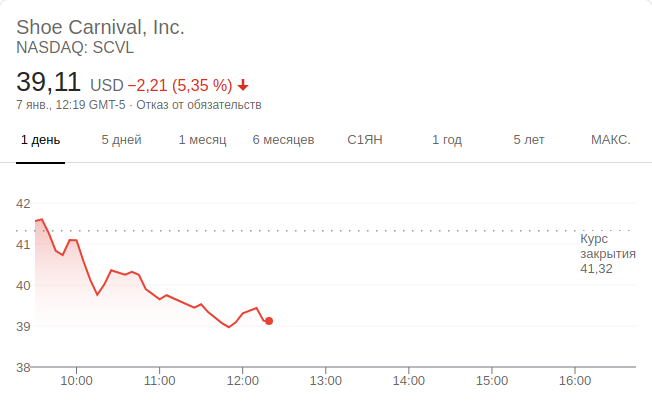 Shoe Carnival, Inc.
NASDAQ: SCVL
39,11 USD −2,21 (5,35 %)
7 янв., 12:19 GMT-5 · Отказ от обязательств
1 день 5 дней 1 месяц 6 месяцев С1ЯН 1 год 5 лет МАКС.
42
41
40
39
38
Курс
закрытия
41,32
10:00 11:00 12:00 13:00 14:00 15:00 16:00